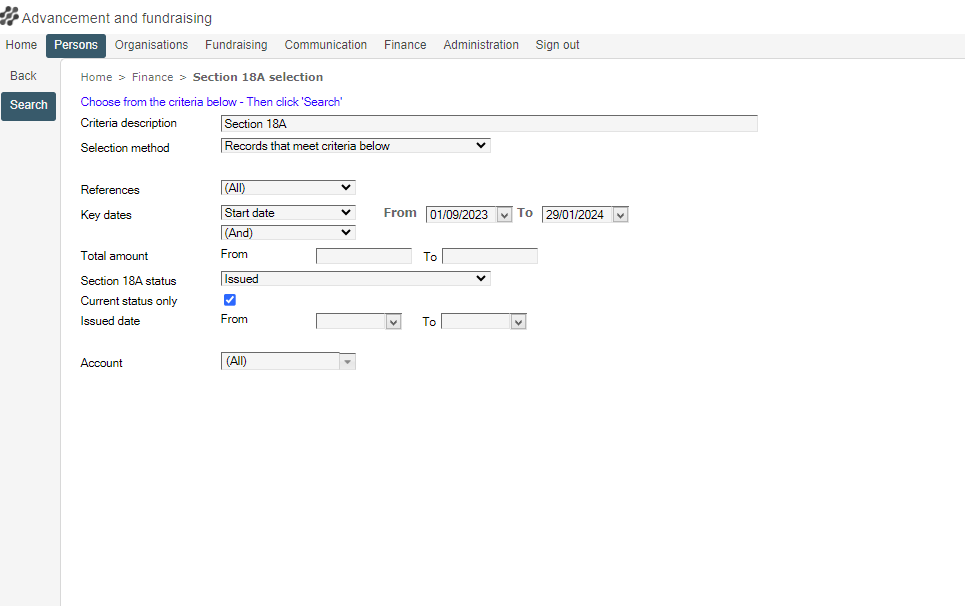 Advancement and fundraising
Home Persons Organisations Fundraising Communication Finance Administration Sign out
Back
Search
Home > Finance > Section 18A selection
Choose from the criteria below - Then click 'Search'
Criteria description Section 18A
Selection method Records that meet criteria below
References (All)
Key dates Start date From 01/09/2023 To 29/01/2024
(And)
Total amount From To
Section 18A status Issued
Current status only
Issued date From To
Account (All)